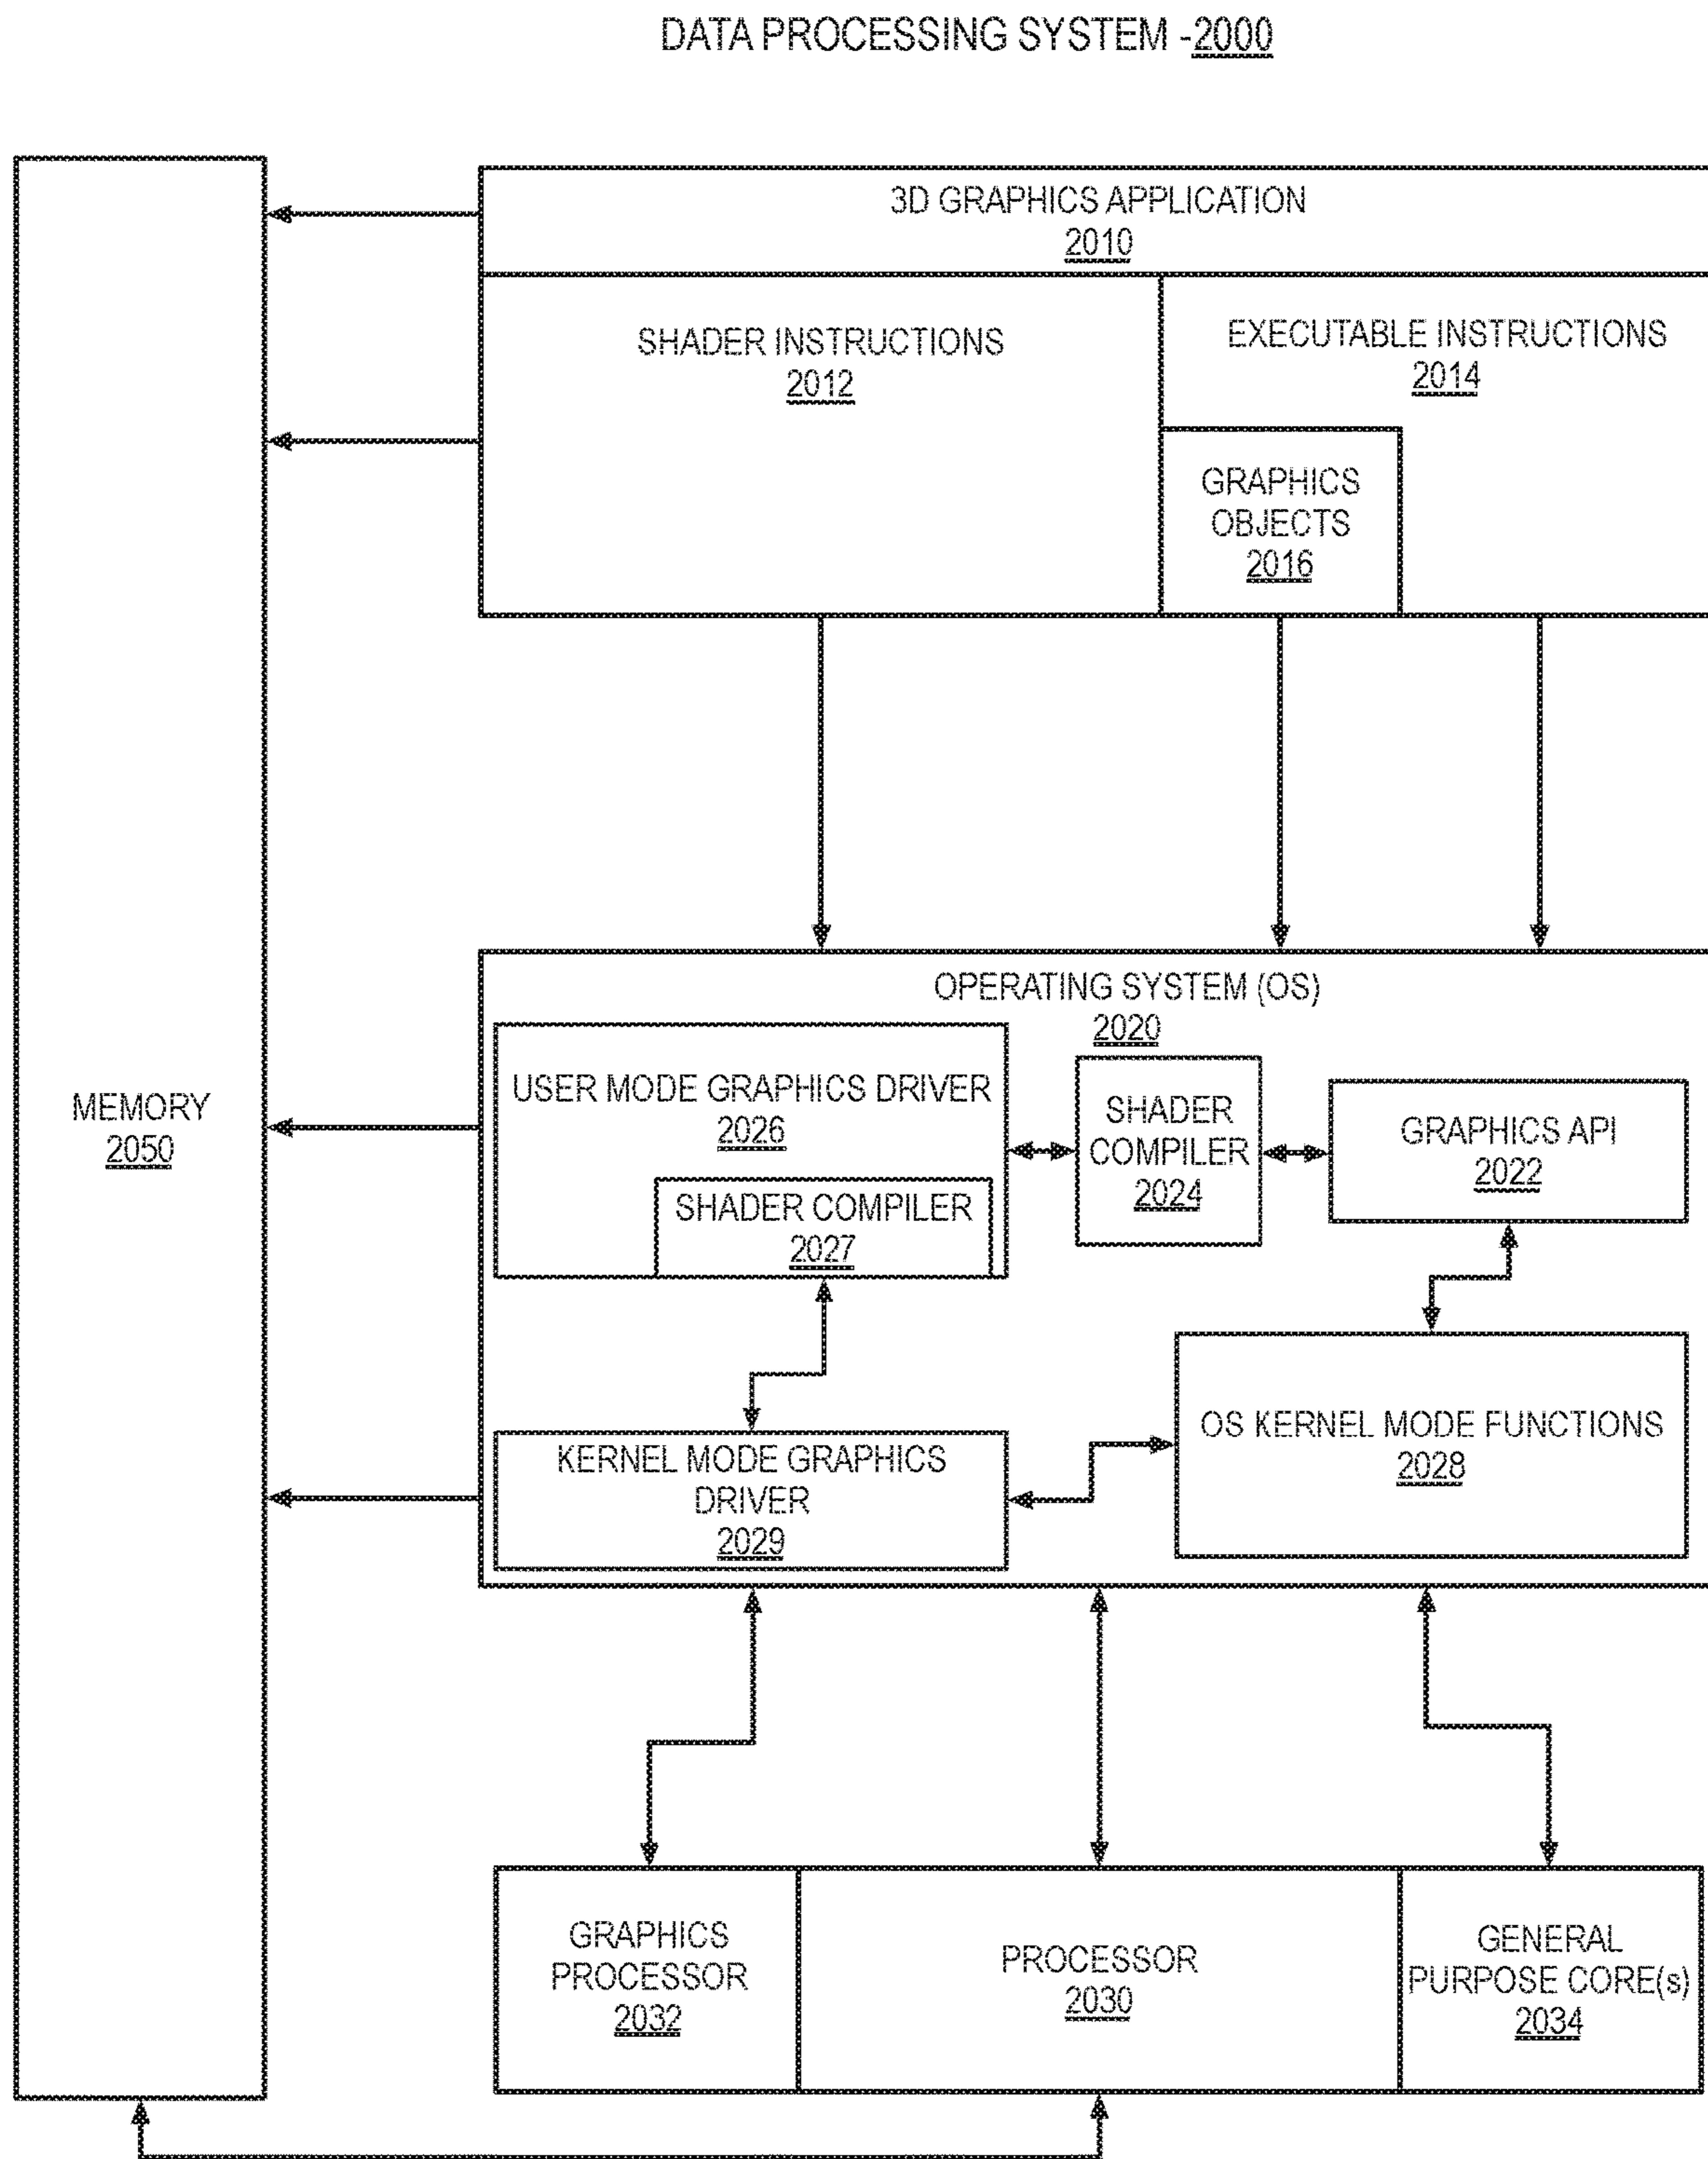 DATA PROCESSING SYSTEM -2000
3D GRAPHICS APPLICATION
2010
SHADER INSTRUCTIONS
2012
EXECUTABLE INSTRUCTIONS
2014
GRAPHICS
OBJECTS
2016
OPERATING SYSTEM (OS)
2020
USER MODE GRAPHICS DRIVER
2026
SHADER COMPILER
2027
SHADER
COMPILER
2024
GRAPHICS API
2022
MEMORY
2050
KERNEL MODE GRAPHICS
DRIVER
2029
OS KERNEL MODE FUNCTIONS
2028
GRAPHICS
PROCESSOR
2032
PROCESSOR
2030
GENERAL
PURPOSE CORE(s)
2034